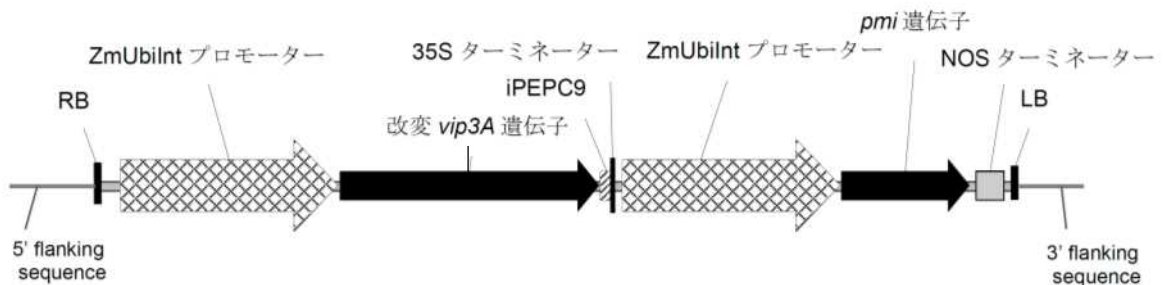 pmi 遺伝子
ZmUbiInt プロモーター
35S ターミネーター
ZmUbiInt プロモーター
NOS ターミネーター
RB
iPEPC9
LB
改変 vip3A 遺伝子
5' flanking
sequence
3' flanking
sequence